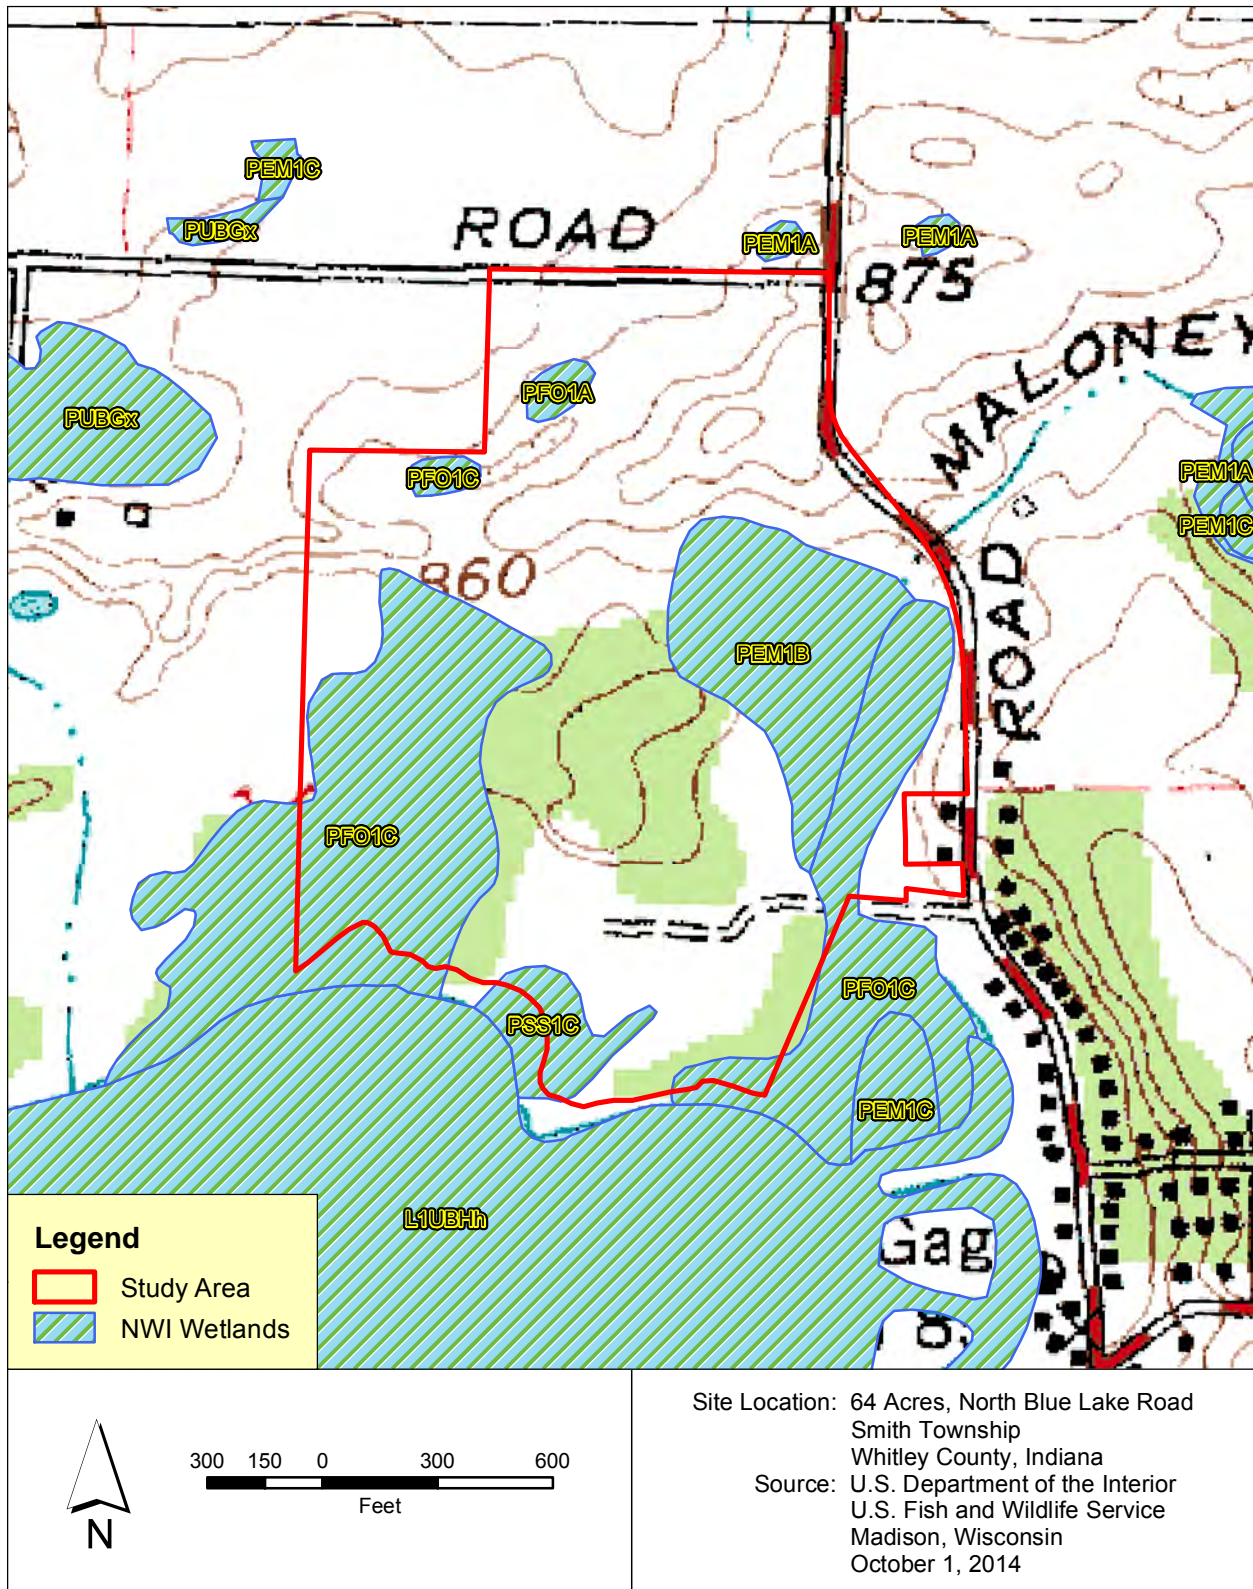 PEM1C
PUBGx
ROAD
PEM1A
PEM1A
875
MALONEY
PUBGx
PFO1A
PFO1C
PEM1A
PEM1C
860
ROAD
PEM1B
PFO1C
PFO1C
PSS1C
PEM1C
L1UBHh
Gag
Legend
Study Area
NWI Wetlands
300 150 0 300 600
Feet
N
Site Location: 64 Acres, North Blue Lake Road
Smith Township
Whitley County, Indiana
Source: U.S. Department of the Interior
U.S. Fish and Wildlife Service
Madison, Wisconsin
October 1, 2014